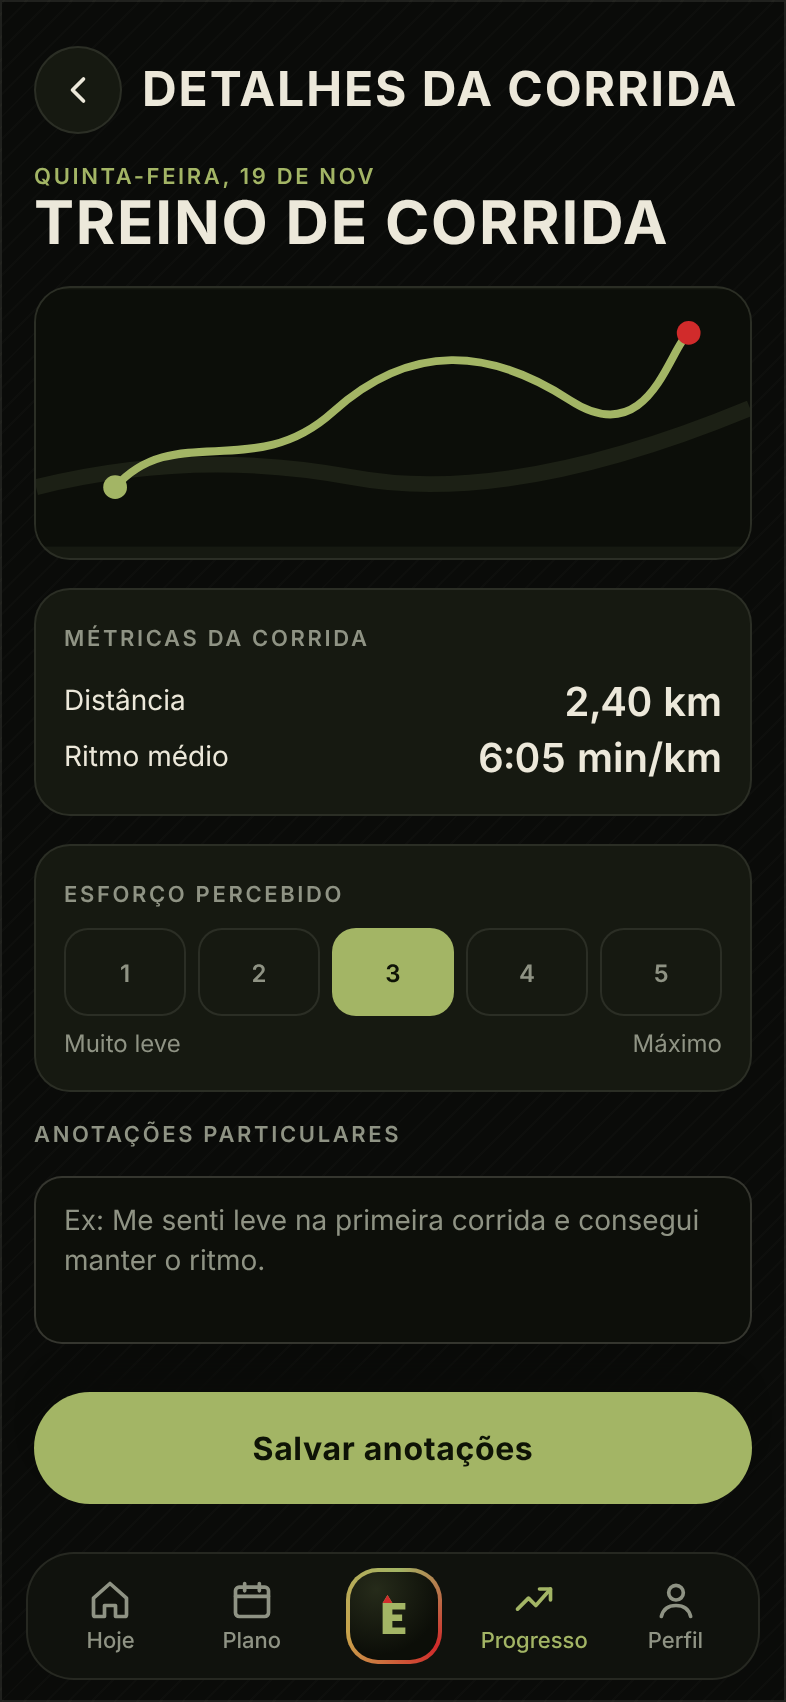 DETALHES DA CORRIDA
QUINTA-FEIRA, 19 DE NOV
TREINO DE CORRIDA
MÉTRICAS DA CORRIDA
Distância 2,40 km
Ritmo médio 6:05 min/km
ESFORÇO PERCEBIDO
1 2 3 4 5
Muito leve Máximo
ANOTAÇÕES PARTICULARES
Ex: Me senti leve na primeira corrida e consegui
manter o ritmo.
Salvar anotações
E
Hoje Plano Progresso Perfil